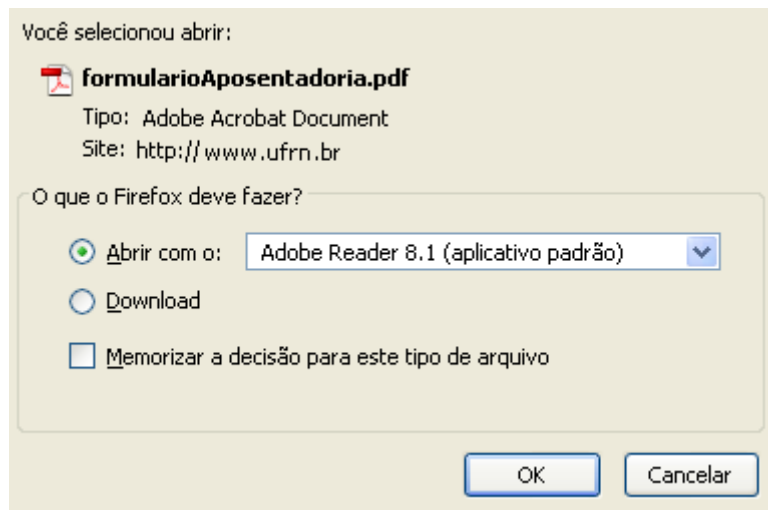 Você selecionou abrir:
formularioAposentadoria.pdf
Tipo: Adobe Acrobat Document
Site: http://www.ufrn.br
O que o Firefox deve fazer?
Abrir com o: Adobe Reader 8.1 (aplicativo padrão)
Download
Memorizar a decisão para este tipo de arquivo
OK Cancelar